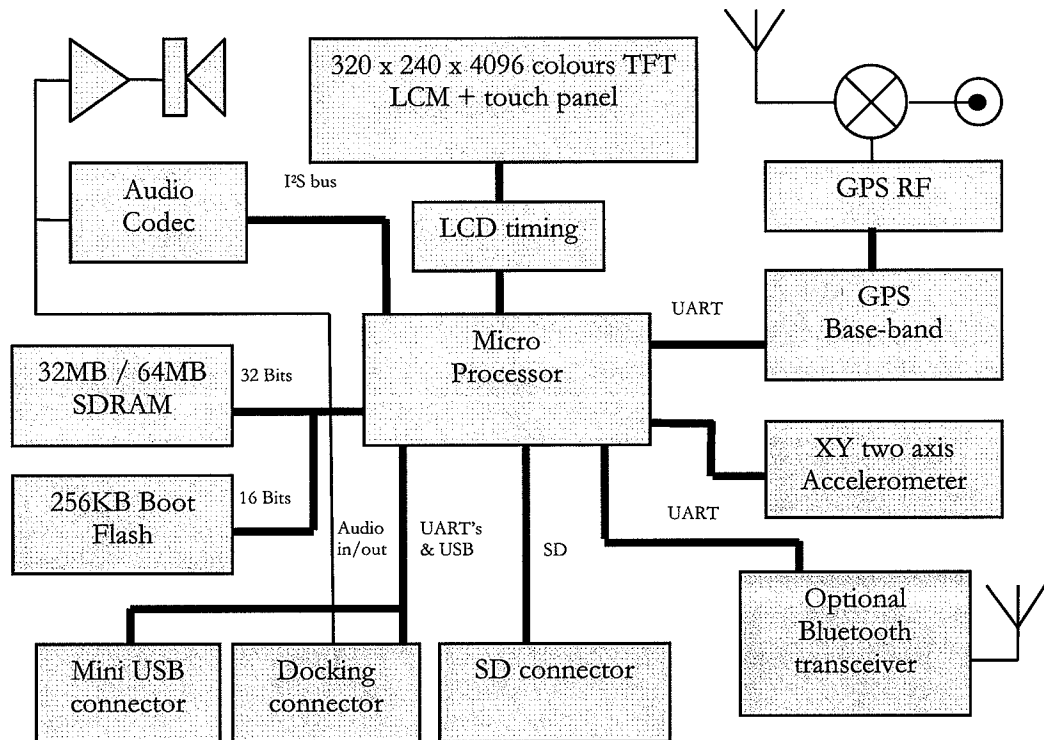 320 x 240 x 4096 colours TFT
LCM + touch panel
Audio
Codec
I²S bus
LCD timing
GPS RF
GPS
Base-band
UART
Micro
Processor
32MB / 64MB
SDRAM
32 Bits
XY two axis
Accelerometer
256KB Boot
Flash
16 Bits
Audio
in/out
UART's
& USB
SD
UART
Optional
Bluetooth
transceiver
Mini USB
connector
Docking
connector
SD connector